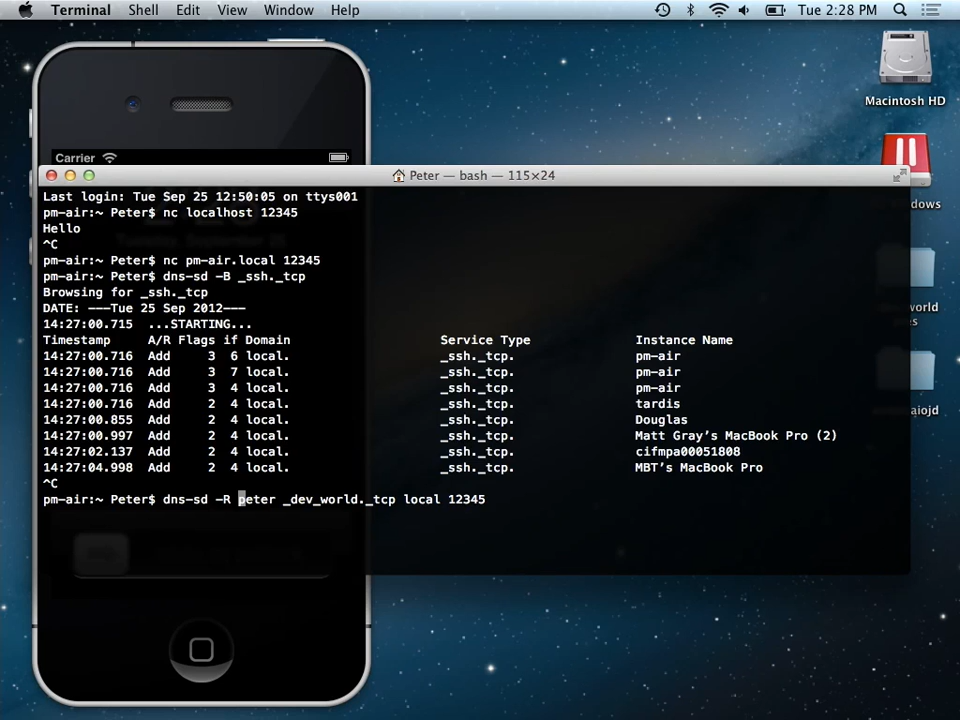 Terminal Shell Edit View Window Help Tue 2:28 PM
Macintosh HD
Carrier
Peter — bash — 115×24
Last login: Tue Sep 25 12:50:05 on ttys001
pm-air:~ Peter$ nc localhost 12345
Hello
^C
pm-air:~ Peter$ nc pm-air.local 12345
pm-air:~ Peter$ dns-sd -B _ssh._tcp
Browsing for _ssh._tcp
DATE: ---Tue 25 Sep 2012---
14:27:00.715 ...STARTING...
Timestamp A/R Flags if Domain Service Type Instance Name
14:27:00.716 Add 3 6 local. _ssh._tcp. pm-air
14:27:00.716 Add 3 7 local. _ssh._tcp. pm-air
14:27:00.716 Add 3 4 local. _ssh._tcp. pm-air
14:27:00.716 Add 2 4 local. _ssh._tcp. tardis
14:27:00.855 Add 2 4 local. _ssh._tcp. Douglas
14:27:00.997 Add 2 4 local. _ssh._tcp. Matt Gray’s MacBook Pro (2)
14:27:02.137 Add 2 4 local. _ssh._tcp. cifmpa00051808
14:27:04.998 Add 2 4 local. _ssh._tcp. MBT’s MacBook Pro
^C
pm-air:~ Peter$ dns-sd -R peter _dev_world._tcp local 12345